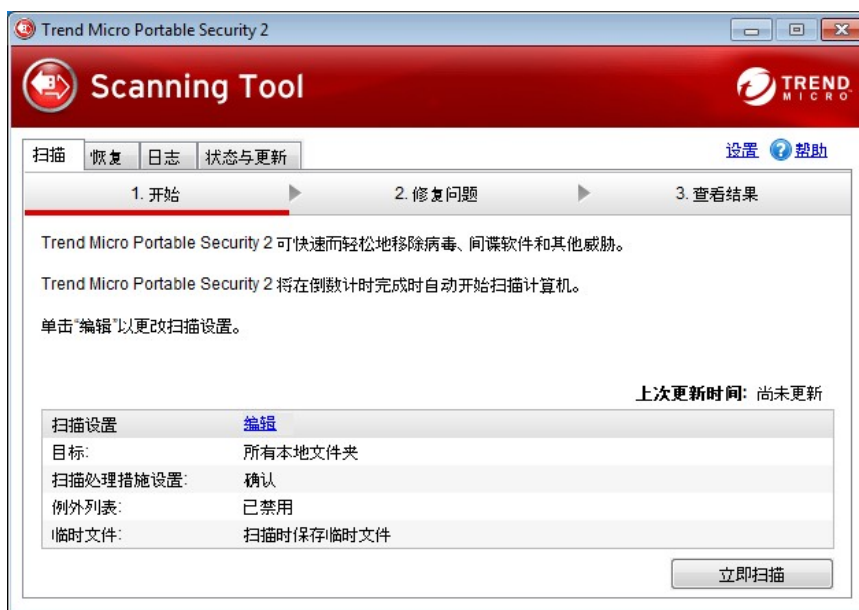 Trend Micro Portable Security 2
Scanning Tool
TREND
MICRO
扫描 恢复 日志 状态与更新 设置 帮助
1. 开始 2. 修复问题 3. 查看结果
Trend Micro Portable Security 2 可快速而轻松地移除病毒、间谍软件和其他威胁。
Trend Micro Portable Security 2 将在倒数计时完成时自动开始扫描计算机。
单击“编辑”以更改扫描设置。
上次更新时间: 尚未更新
扫描设置 编辑
目标: 所有本地文件夹
扫描处理措施设置: 确认
例外列表: 已禁用
临时文件: 扫描时保存临时文件
立即扫描